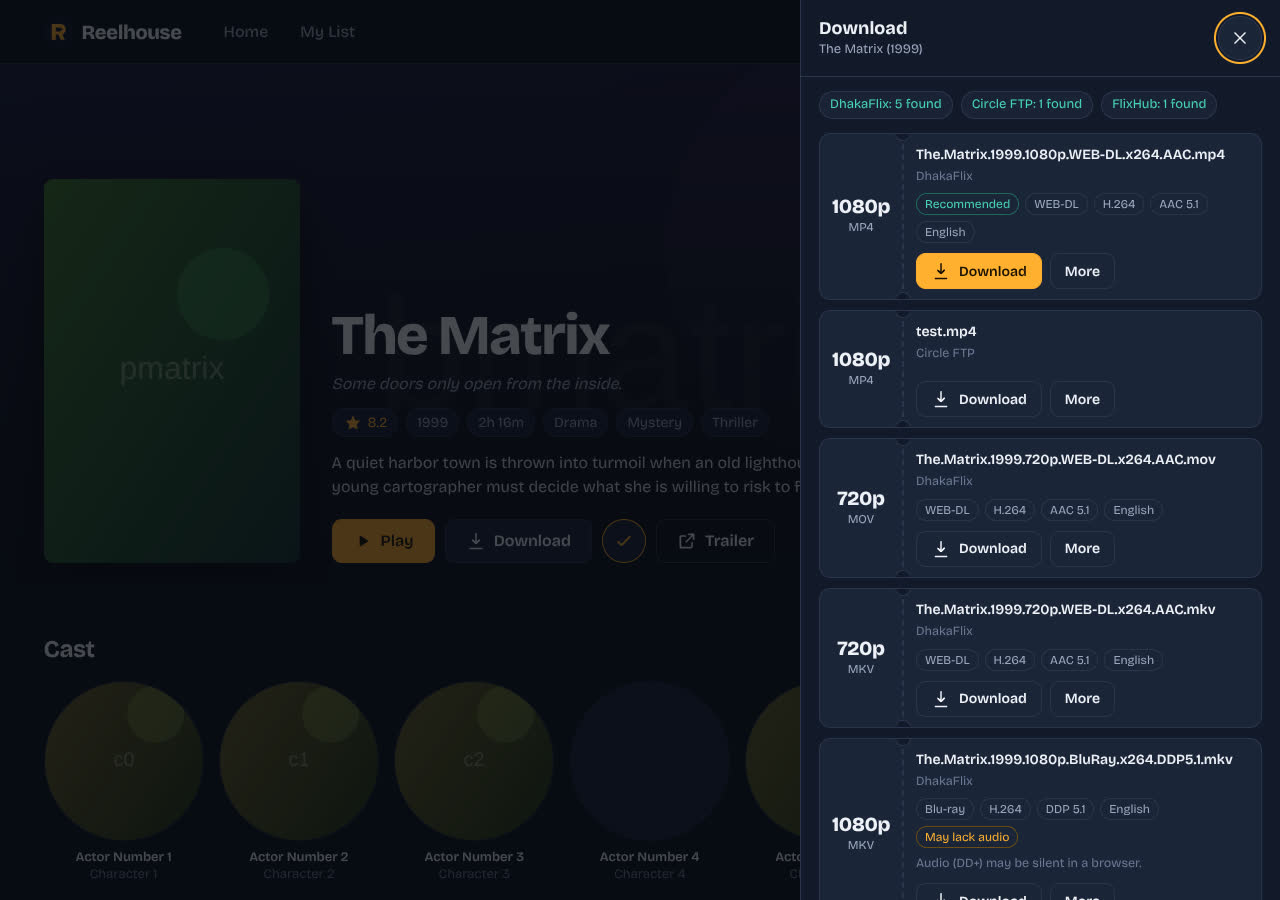 R Reelhouse Home My List
pmatrix
The Matrix
Some doors only open from the inside.
8.2 1999 2h 16m Drama Mystery Thriller
A quiet harbor town is thrown into turmoil when an old
young cartographer must decide what she is willing to risk to
Play Download Trailer
Cast
c0 c1 c2
Actor Number 1 Actor Number 2 Actor Number 3 Actor Number 4
Character 1 Character 2 Character 3 Character 4
Download
The Matrix (1999)
DhakaFlix: 5 found Circle FTP: 1 found FlixHub: 1 found
The.Matrix.1999.1080p.WEB-DL.x264.AAC.mp4
DhakaFlix
1080p
MP4
Recommended WEB-DL H.264 AAC 5.1
English
Download More
test.mp4
Circle FTP
1080p
MP4
Download More
The.Matrix.1999.720p.WEB-DL.x264.AAC.mov
DhakaFlix
720p
MOV
WEB-DL H.264 AAC 5.1 English
Download More
The.Matrix.1999.720p.WEB-DL.x264.AAC.mkv
DhakaFlix
720p
MKV
WEB-DL H.264 AAC 5.1 English
Download More
The.Matrix.1999.1080p.BluRay.x264.DDP5.1.mkv
DhakaFlix
1080p
MKV
Blu-ray H.264 DDP 5.1 English
May lack audio
Audio (DD+) may be silent in a browser.
Download More